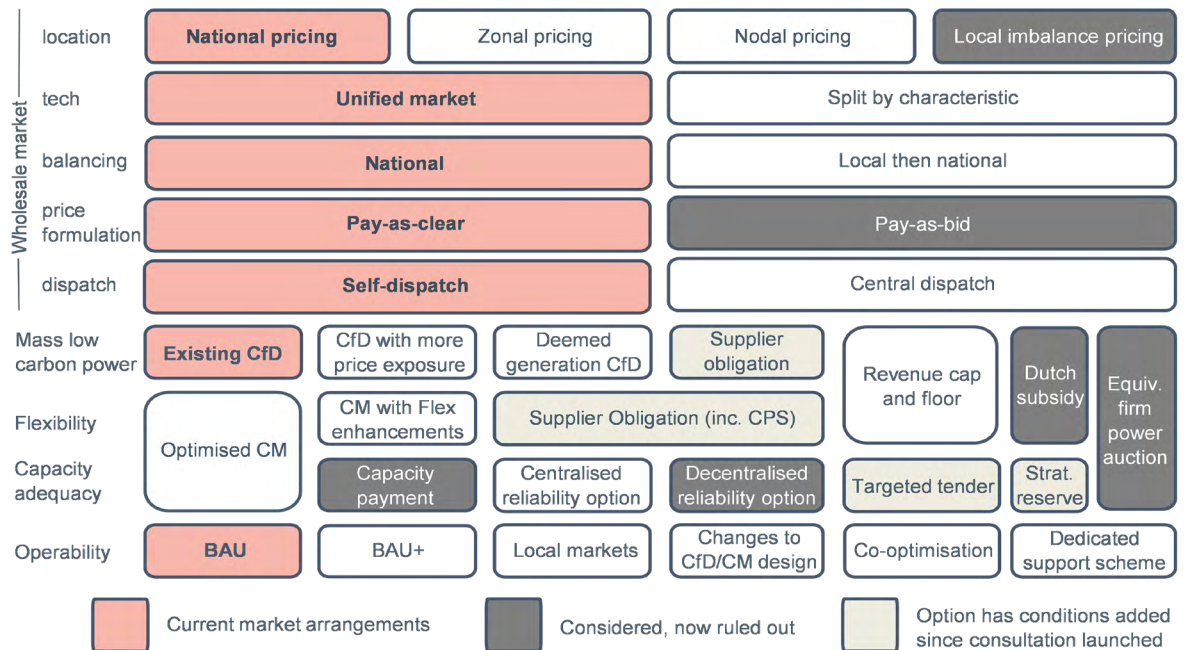 Wholesale market
location
National pricing
Zonal pricing
Nodal pricing
Local imbalance pricing
tech
Unified market
Split by characteristic
balancing
National
Local then national
price
formulation
Pay-as-clear
Pay-as-bid
dispatch
Self-dispatch
Central dispatch
Mass low
carbon power
Existing CfD
CfD with more
price exposure
Deemed
generation CfD
Supplier
obligation
Revenue cap
and floor
Dutch
subsidy
Equiv.
firm
power
auction
Flexibility
Optimised CM
CM with Flex
enhancements
Supplier Obligation (inc. CPS)
Capacity
adequacy
Capacity
payment
Centralised
reliability option
Decentralised
reliability option
Targeted tender
Strat.
reserve
Operability
BAU
BAU+
Local markets
Changes to
CfD/CM design
Co-optimisation
Dedicated
support scheme
Current market arrangements
Considered, now ruled out
Option has conditions added
since consultation launched